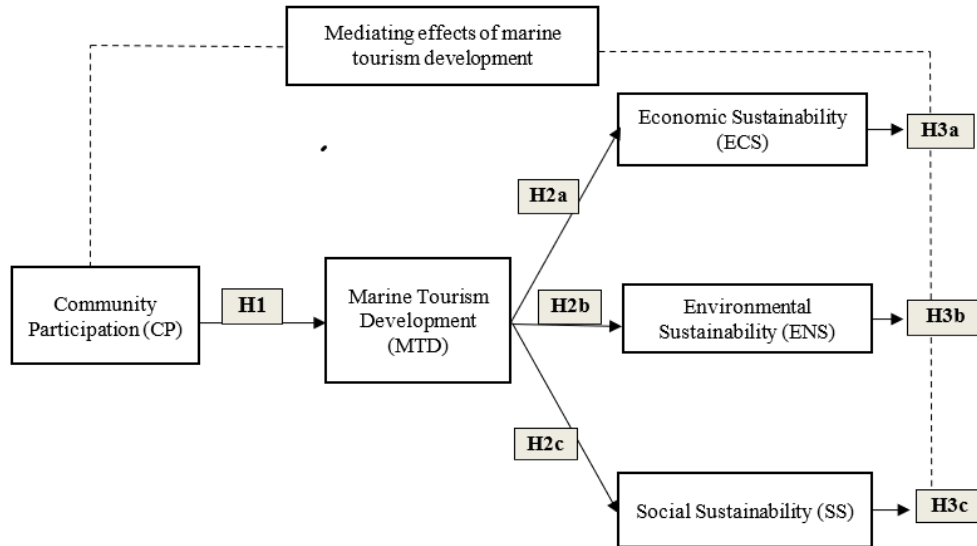 Mediating effects of marine
tourism development
Economic Sustainability
(ECS)
H3a
H2a
Community
Participation (CP)
H1
Marine Tourism
Development
(MTD)
H2b
Environmental
Sustainability (ENS)
H3b
H2c
Social Sustainability (SS)
H3c